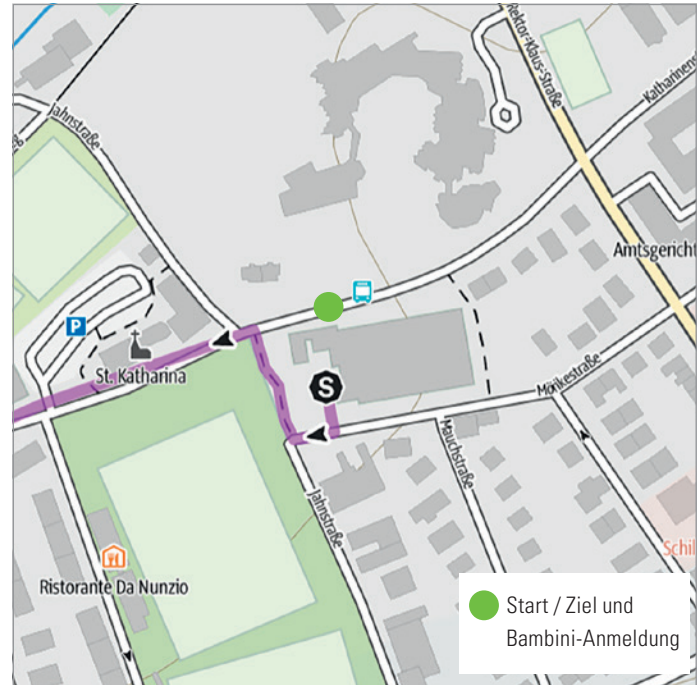 Rektor-Klaus-Straße
Katharinens
Jahnstraße
Amtsgericht
P
St. Katharina
S
Mörikestraße
Mauchstraße
Jahnstraße
Schil
Ristorante Da Nunzio
Start / Ziel und
Bambini-Anmeldung